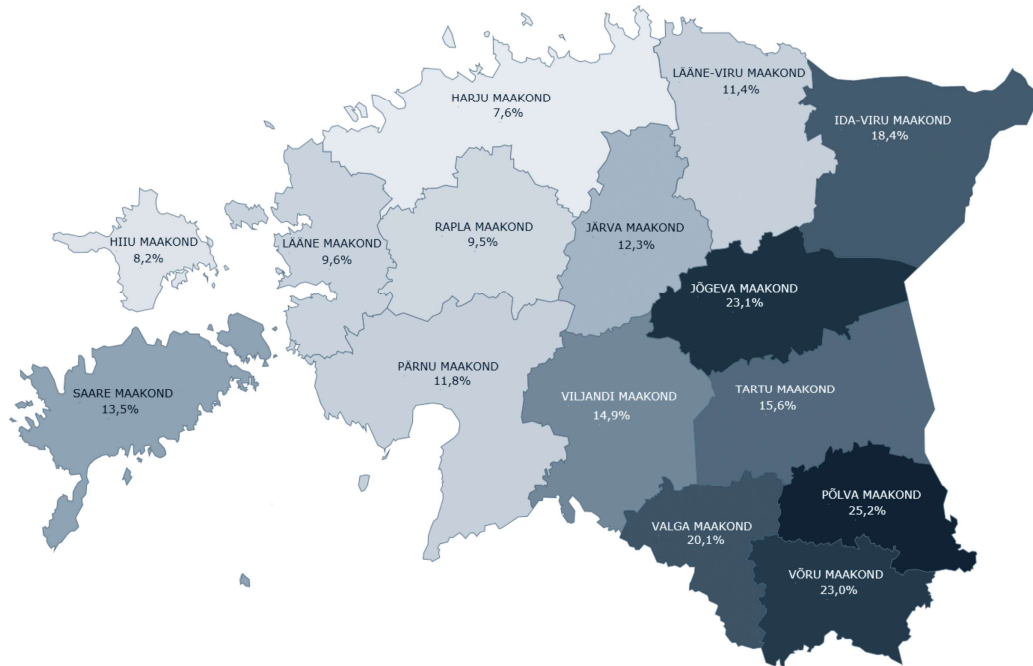 LÄÄNE-VIRU MAAKOND
11,4%
HARJU MAAKOND
7,6%
IDA-VIRU MAAKOND
18,4%
HIIU MAAKOND
8,2%
LÄÄNE MAAKOND
9,6%
RAPLA MAAKOND
9,5%
JÄRVA MAAKOND
12,3%
JÕGEVA MAAKOND
23,1%
SAARE MAAKOND
13,5%
PÄRNU MAAKOND
11,8%
VILJANDI MAAKOND
14,9%
TARTU MAAKOND
15,6%
PÕLVA MAAKOND
25,2%
VALGA MAAKOND
20,1%
VÕRU MAAKOND
23,0%